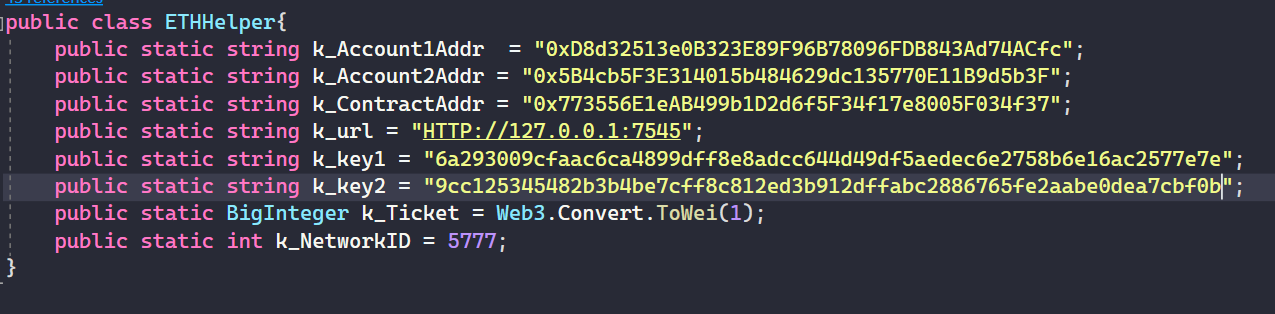 public class ETHHelper{
public static string k_Account1Addr  = "0xD8d32513e0B323E89F96B78096FDB843Ad74ACfc";
public static string k_Account2Addr = "0x5B4cb5F3E314015b484629dc135770E11B9d5b3F";
public static string k_ContractAddr = "0x773556E1eAB499b1D2d6f5F34f17e8005F034f37";
public static string k_url = "HTTP://127.0.0.1:7545";
public static string k_key1 = "6a293009cfaac6ca4899dff8e8adcc644d49df5aedec6e2758b6e16ac2577e7e";
public static string k_key2 = "9cc125345482b3b4be7cff8c812ed3b912dffabc2886765fe2aabe0dea7cbf0b";
public static BigInteger k_Ticket = Web3.Convert.ToWei(1);
public static int k_NetworkID = 5777;
}